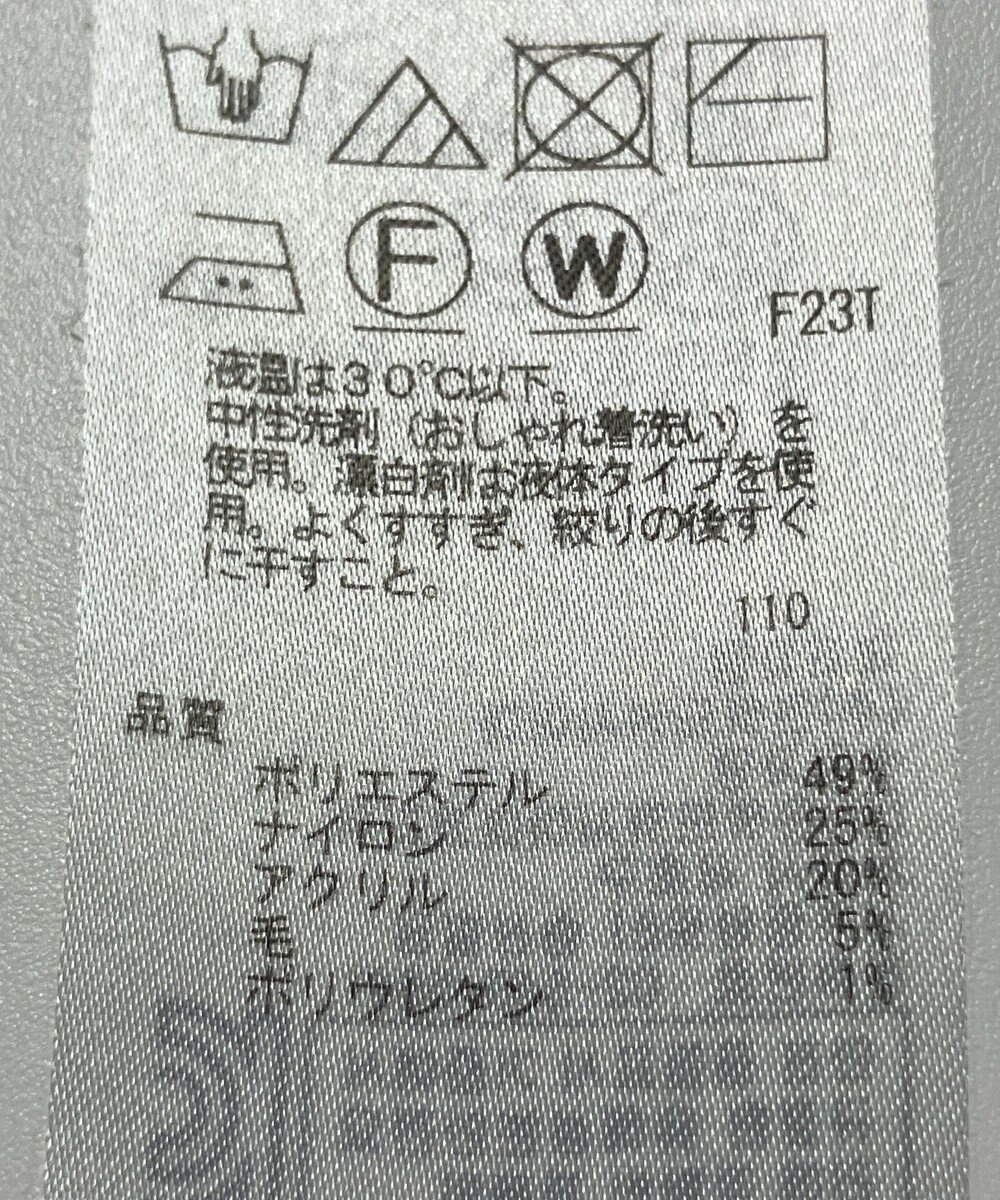 F
W
F23T
液温は30℃以下。
中性洗剤（おしゃれ着洗い）を
使用。漂白剤は液体タイプを使
用。よくすすぎ、絞りの後すぐ
に干すこと。
110
品質
ポリエステル 49%
ナイロン 25%
アクリル 20%
毛 5%
ポリウレタン 1%